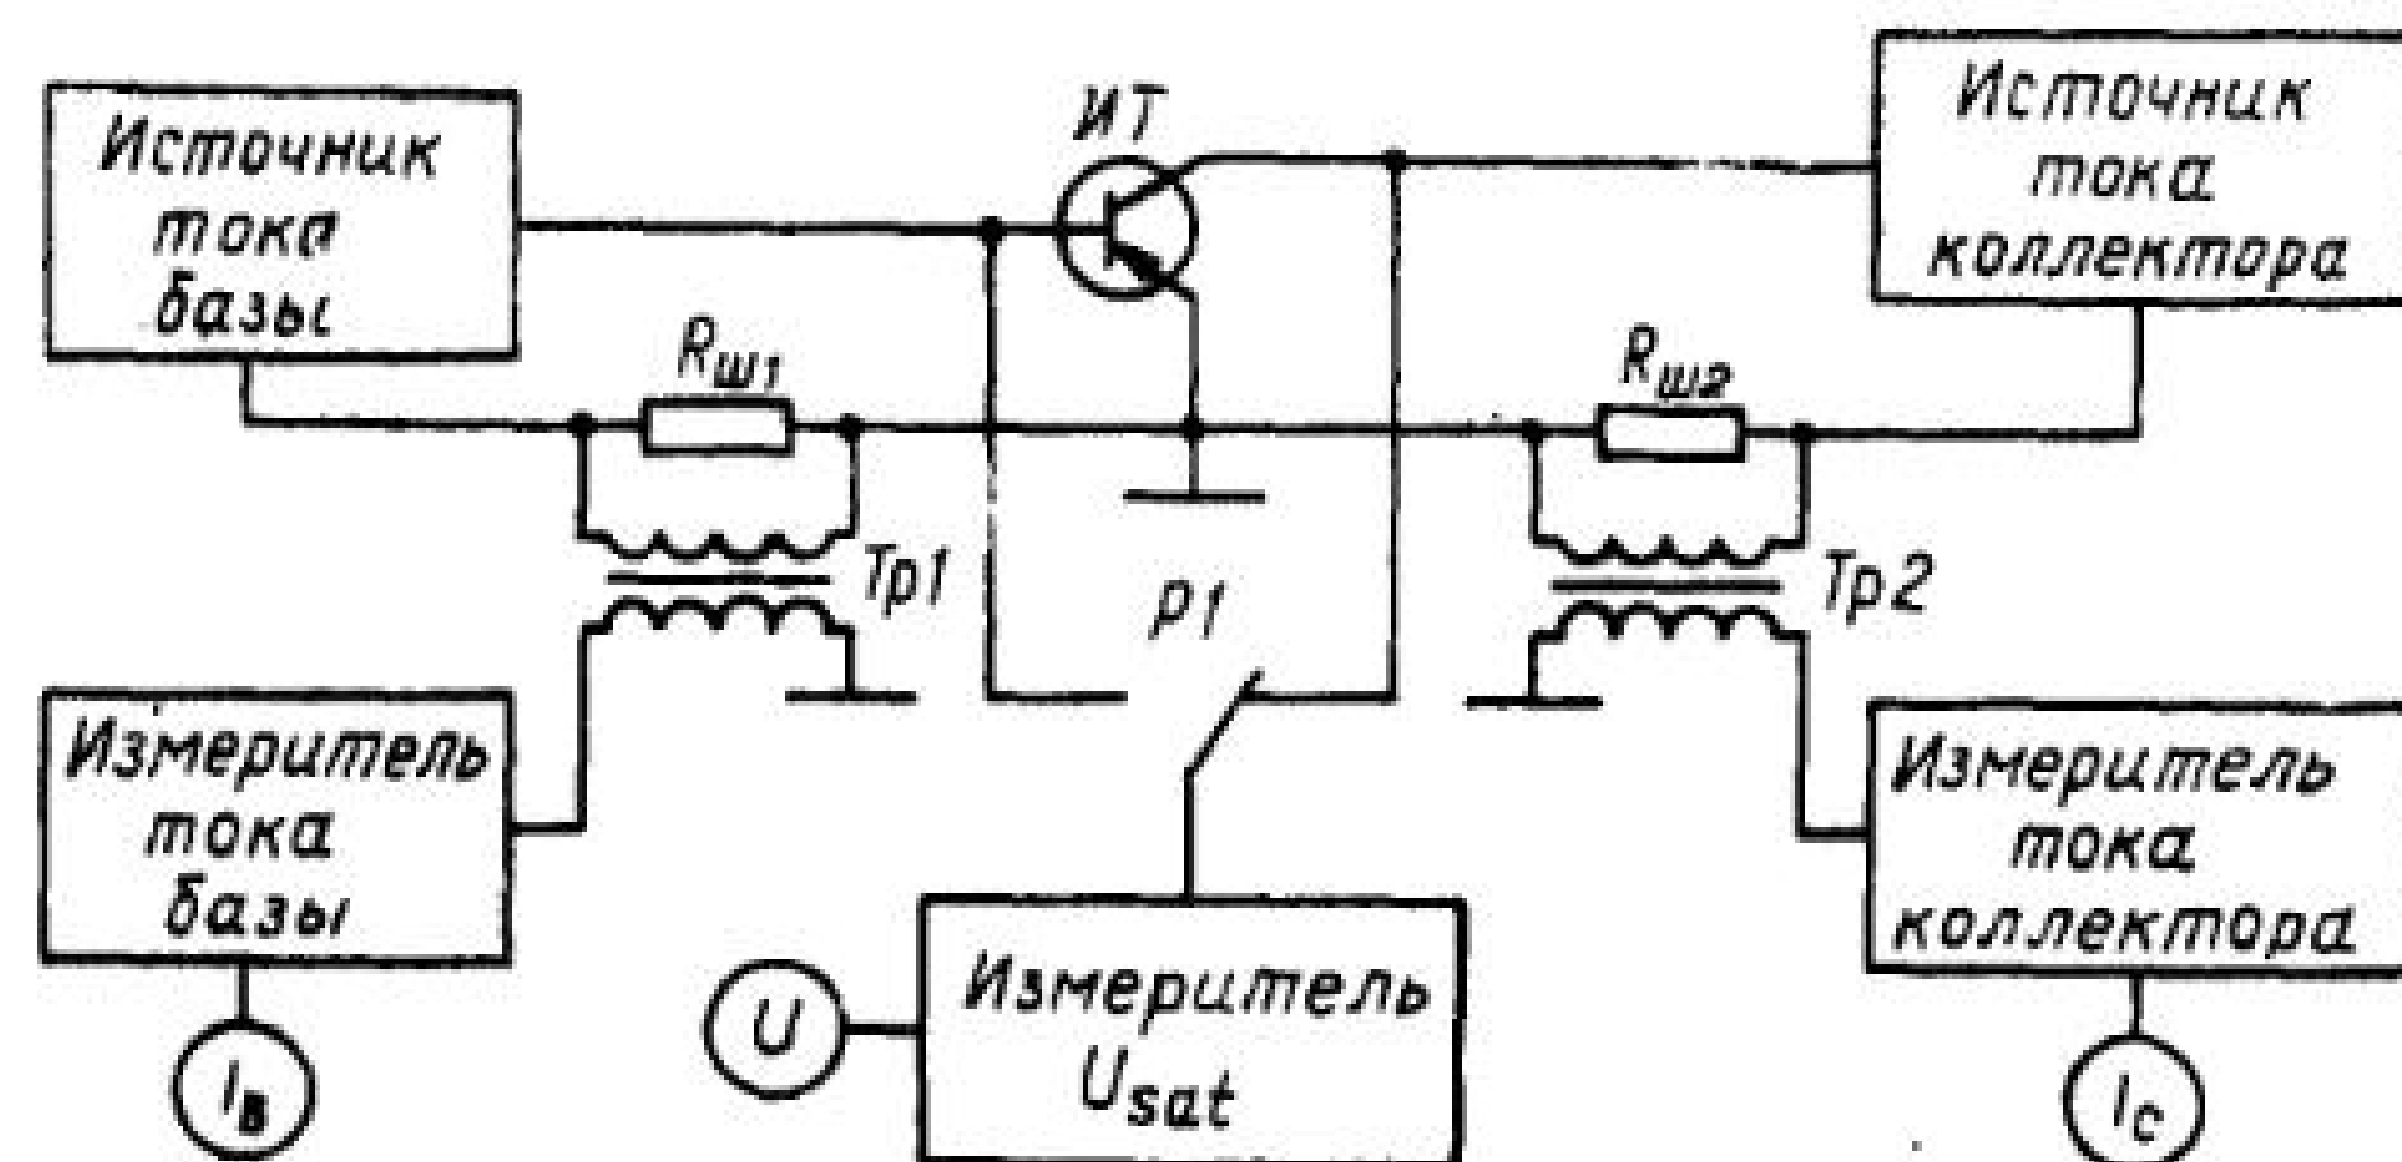 Источник
тока
базы
ИТ
Источник
тока
коллектора
Rш1
Rш2
Тр1
Р1
Тр2
Измеритель
тока
базы
Измеритель
тока
коллектора
U
Измеритель
Usat
IB
IC